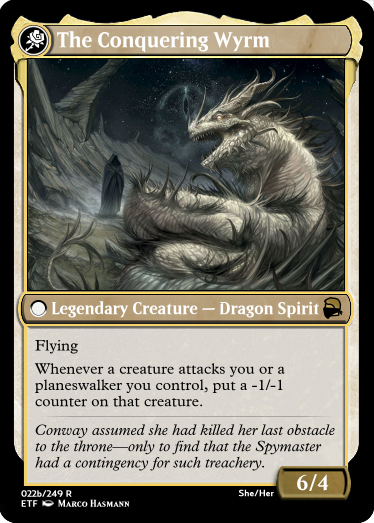 The Conquering Wyrm
Legendary Creature — Dragon Spirit
Flying
Whenever a creature attacks you or a
planeswalker you control, put a -1/-1
counter on that creature.
Conway assumed she had killed her last obstacle
to the throne—only to find that the Spymaster
had a contingency for such treachery.
6/4
022b/249 R
She/Her
ETF Marco Hasmann